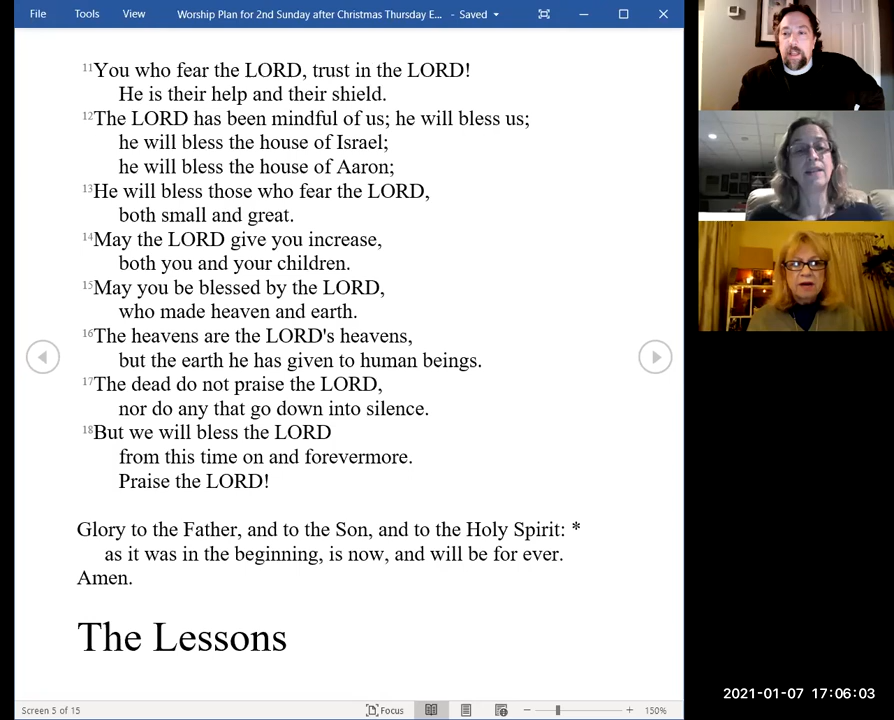 File Tools View Worship Plan for 2nd Sunday after Christmas Thursday E... - Saved
11You who fear the LORD, trust in the LORD!
He is their help and their shield.
12The LORD has been mindful of us; he will bless us;
he will bless the house of Israel;
he will bless the house of Aaron;
13He will bless those who fear the LORD,
both small and great.
14May the LORD give you increase,
both you and your children.
15May you be blessed by the LORD,
who made heaven and earth.
16The heavens are the LORD's heavens,
but the earth he has given to human beings.
17The dead do not praise the LORD,
nor do any that go down into silence.
18But we will bless the LORD
from this time on and forevermore.
Praise the LORD!
Glory to the Father, and to the Son, and to the Holy Spirit: *
as it was in the beginning, is now, and will be for ever.
Amen.
The Lessons
2021-01-07 17:06:03
Screen 5 of 15 Focus 150%